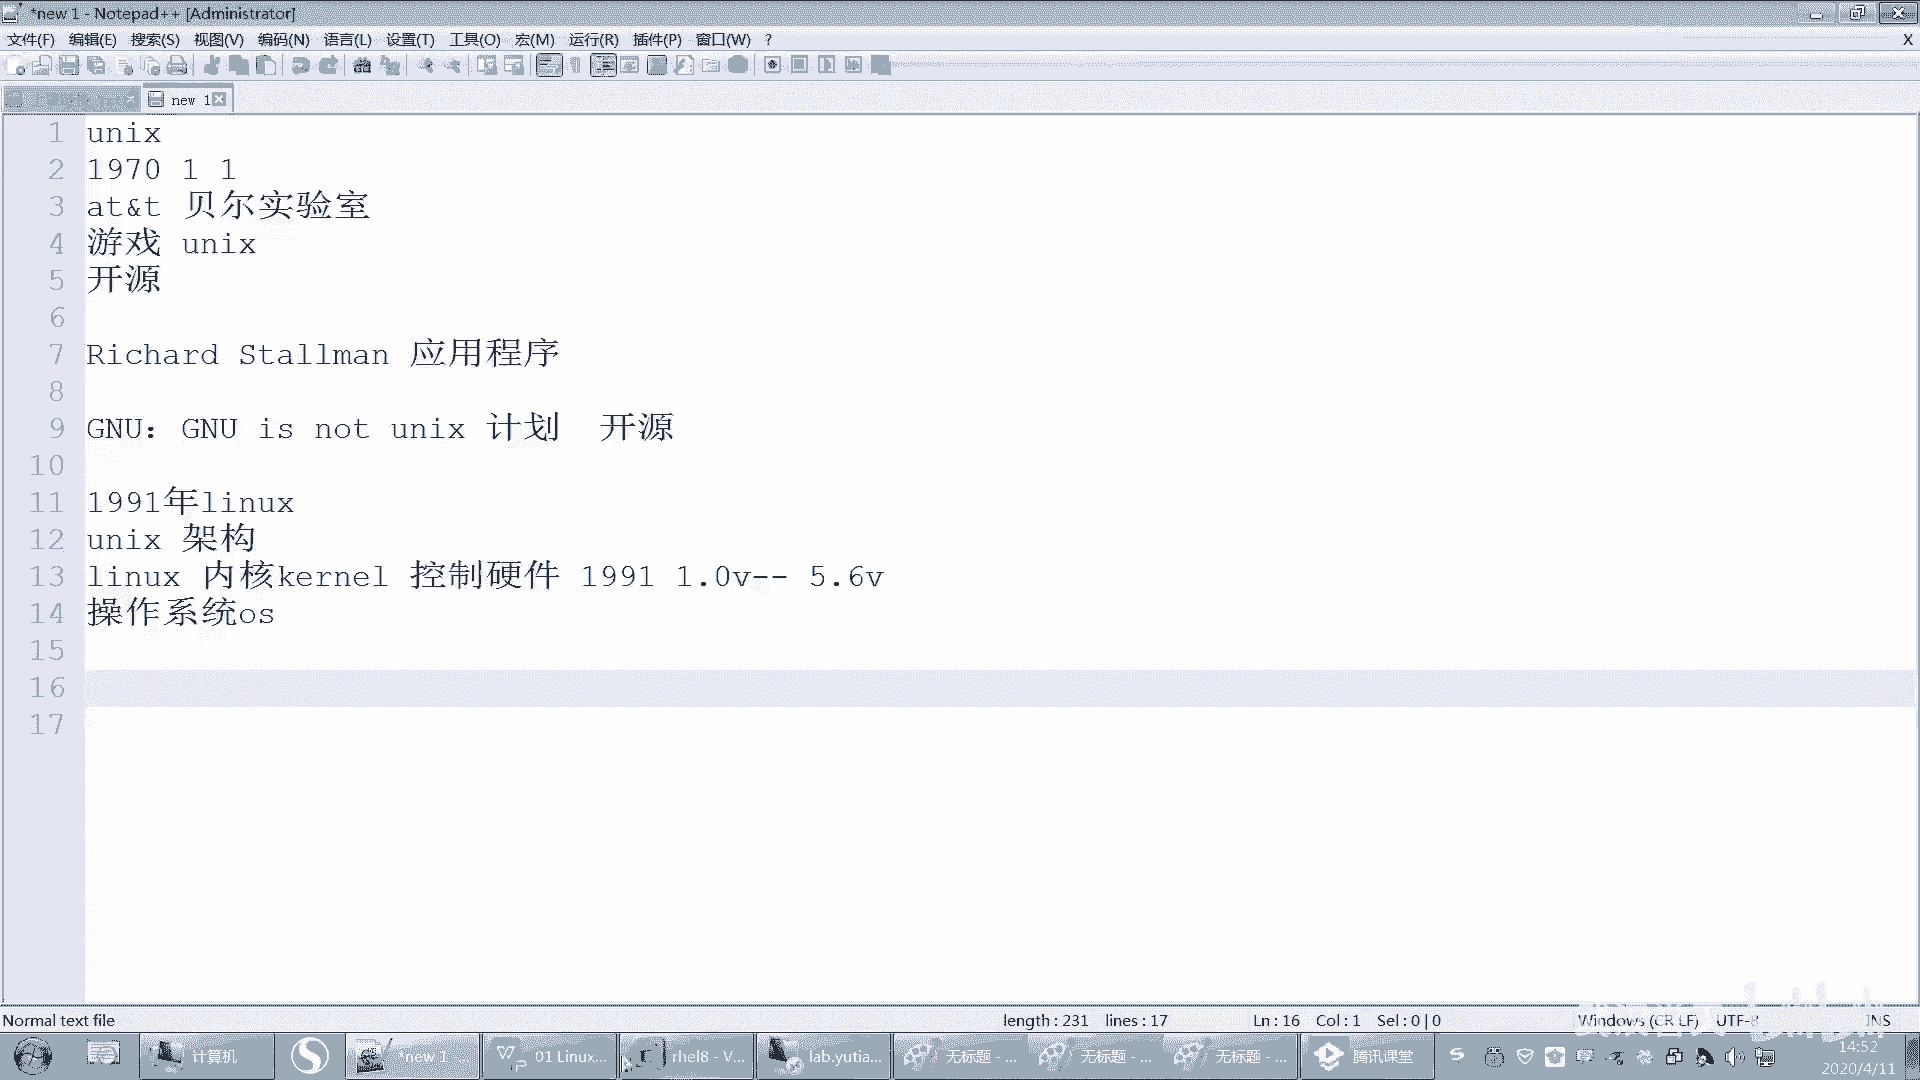 *new 1 - Notepad++ [Administrator]
文件(F) 编辑(E) 搜索(S) 视图(V) 编码(N) 语言(L) 设置(T) 工具(O) 宏(M) 运行(R) 插件(P) 窗口(W) ? X
new 1
1 unix
2 1970 1 1
3 at&t 贝尔实验室
4 游戏 unix
5 开源
6
7 Richard Stallman 应用程序
8
9 GNU: GNU is not unix 计划 开源
10
11 1991年linux
12 unix 架构
13 linux 内核kernel 控制硬件 1991 1.0v-- 5.6v
14 操作系统os
15
16
17
Normal text file length : 231 lines : 17 Ln : 16 Col : 1 Sel : 0 | 0 Windows (CR LF) UTF-8 INS
计算机 *new 1 -... 01 Linux... rhel8 - V... lab.yutia... 无标题 - ... 无标题 - ... 无标题 - ... 腾讯课堂 14:52
2020/4/11